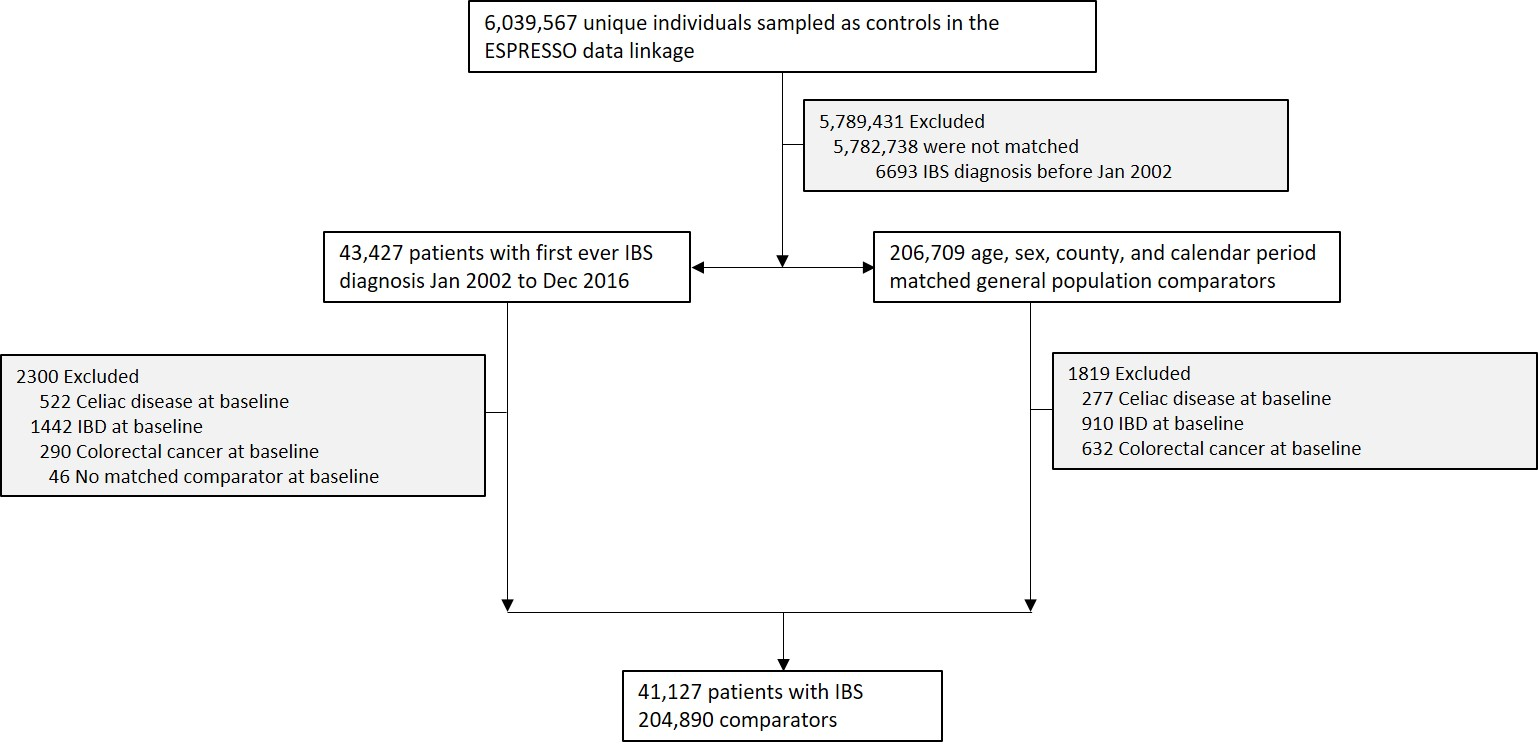 6,039,567 unique individuals sampled as controls in the
ESPRESSO data linkage
5,789,431 Excluded
5,782,738 were not matched
6693 IBS diagnosis before Jan 2002
43,427 patients with first ever IBS
diagnosis Jan 2002 to Dec 2016
206,709 age, sex, county, and calendar period
matched general population comparators
2300 Excluded
522 Celiac disease at baseline
1442 IBD at baseline
290 Colorectal cancer at baseline
46 No matched comparator at baseline
1819 Excluded
277 Celiac disease at baseline
910 IBD at baseline
632 Colorectal cancer at baseline
41,127 patients with IBS
204,890 comparators